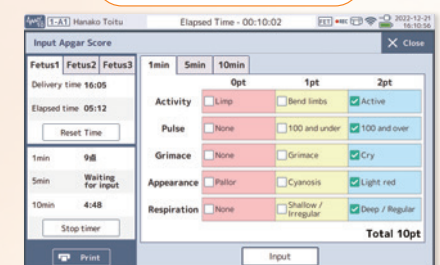 1-A1 Hanako Toitu Elapsed Time - 00:10:02 FET REC 2022-12-21
16:10:56
Input Apgar Score
Close
Fetus1 Fetus2 Fetus3
Delivery time 16:05
Elapsed time 05:12
Reset Time
1min
5min Waiting for input
10min 4:48
Stop timer
Print
1min 5min 10min
0pt 1pt 2pt
Activity Limp Bend limbs Active
Pulse None 100 and under 100 and over
Grimace None Grimace Cry
Appearance Pallor Cyanosis Light red
Respiration None Shallow / Irregular Deep / Regular
Total 10pt
Input